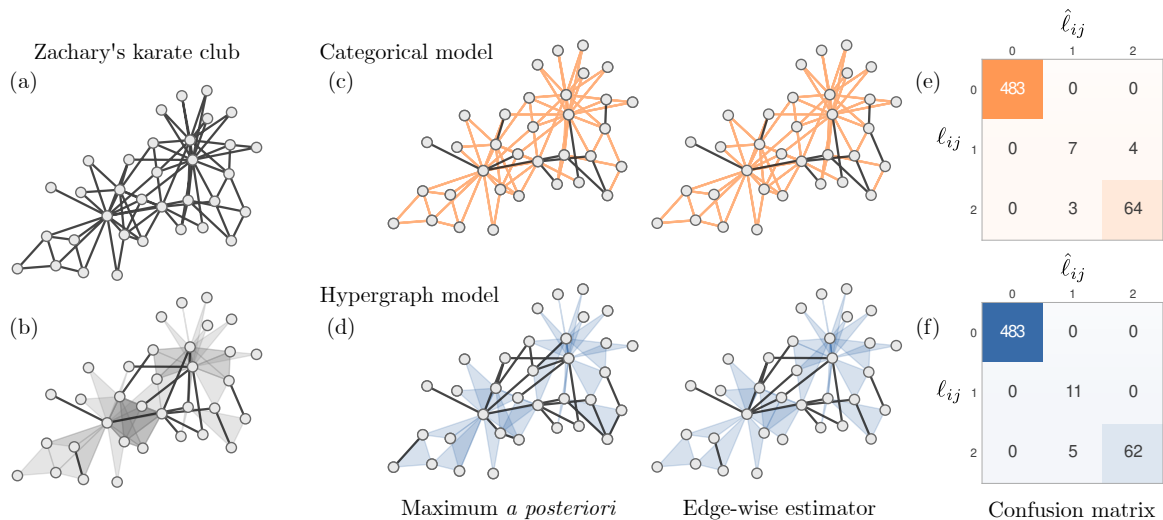 Zachary's karate club
(a)
(b)
Categorical model
(c)
Hypergraph model
(d)
Maximum a posteriori
Edge-wise estimator
(e)
ℓ̂ij
0 1 2
ℓij
0 483 0 0
1 0 7 4
2 0 3 64
(f)
ℓ̂ij
0 1 2
ℓij
0 483 0 0
1 0 11 0
2 0 5 62
Confusion matrix